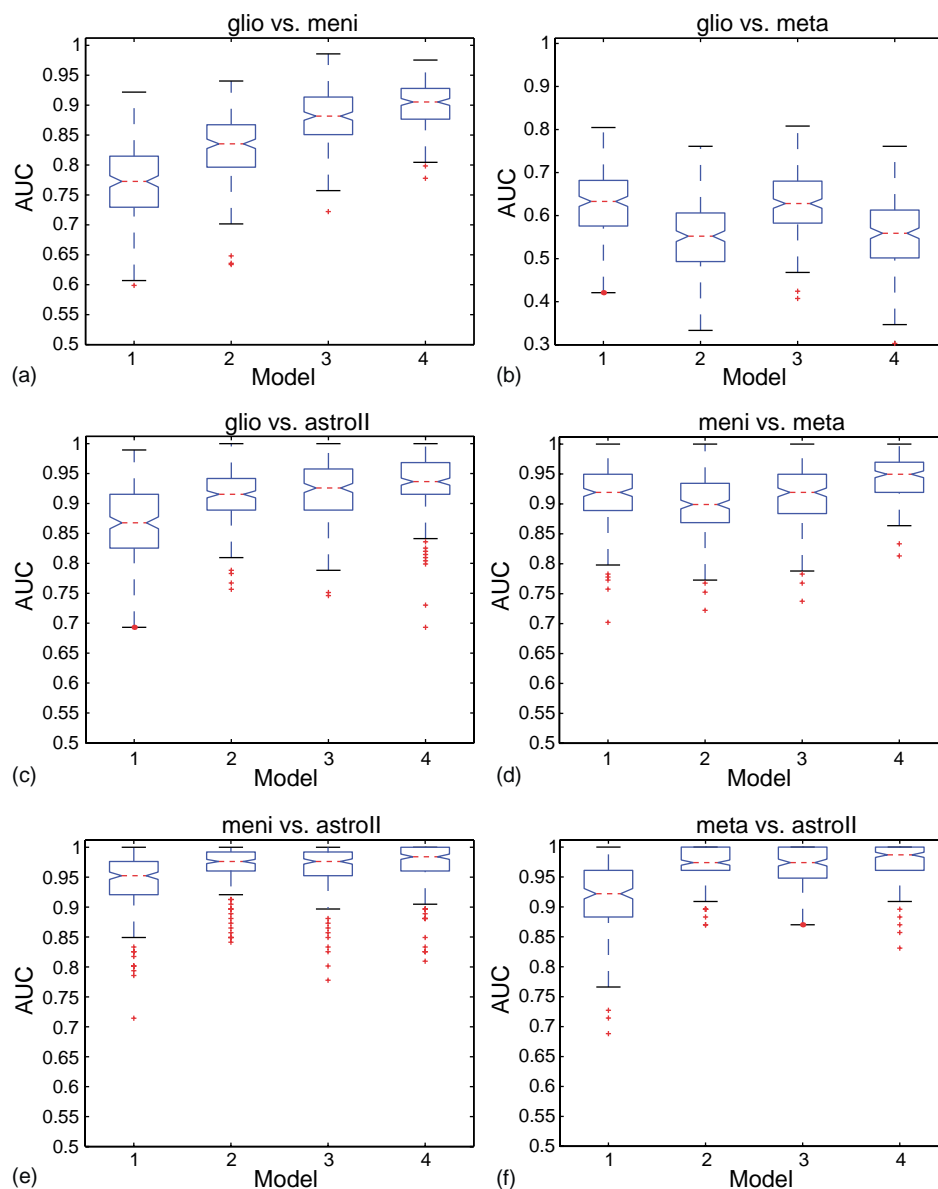 glio vs. meni
1
0.95
0.9
0.85
0.8
0.75
0.7
0.65
0.6
0.55
0.5
AUC
1 2 3 4
Model
(a)
glio vs. meta
1
0.9
0.8
0.7
0.6
0.5
0.4
0.3
AUC
1 2 3 4
Model
(b)
glio vs. astroII
1
0.95
0.9
0.85
0.8
0.75
0.7
0.65
0.6
0.55
0.5
AUC
1 2 3 4
Model
(c)
meni vs. meta
1
0.95
0.9
0.85
0.8
0.75
0.7
0.65
0.6
0.55
0.5
AUC
1 2 3 4
Model
(d)
meni vs. astroII
1
0.95
0.9
0.85
0.8
0.75
0.7
0.65
0.6
0.55
0.5
AUC
1 2 3 4
Model
(e)
meta vs. astroII
1
0.95
0.9
0.85
0.8
0.75
0.7
0.65
0.6
0.55
0.5
AUC
1 2 3 4
Model
(f)